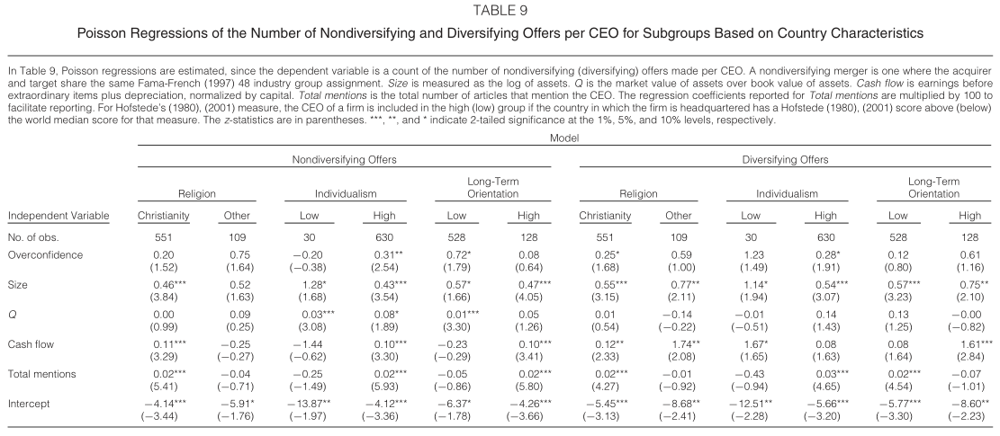 TABLE 9
Poisson Regressions of the Number of Nondiversifying and Diversifying Offers per CEO for Subgroups Based on Country Characteristics
In Table 9, Poisson regressions are estimated, since the dependent variable is a count of the number of nondiversifying (diversifying) offers made per CEO. A nondiversifying merger is one where the acquirer
and target share the same Fama-French (1997) 48 industry group assignment. Size is measured as the log of assets. Q is the market value of assets over book value of assets. Cash flow is earnings before
extraordinary items plus depreciation, normalized by capital. Total mentions is the total number of articles that mention the CEO. The regression coefficients reported for Total mentions are multiplied by 100 to
facilitate reporting. For Hofstede's (1980), (2001) measure, the CEO of a firm is included in the high (low) group if the country in which the firm is headquartered has a Hofstede (1980), (2001) score above (below)
the world median score for that measure. The z-statistics are in parentheses. ***, **, and * indicate 2-tailed significance at the 1%, 5%, and 10% levels, respectively.
Model
Nondiversifying Offers Diversifying Offers
Long-Term Long-Term
Religion Individualism Orientation Religion Individualism Orientation
Independent Variable Christianity Other Low High Low High Christianity Other Low High Low High
No. of obs. 551 109 30 630 528 128 551 109 30 630 528 128
Overconfidence 0.20 0.75 −0.20 0.31** 0.72* 0.08 0.25* 0.59 1.23 0.28* 0.12 0.61
(1.52) (1.64) (−0.38) (2.54) (1.79) (0.64) (1.68) (1.00) (1.49) (1.91) (0.80) (1.16)
Size 0.46*** 0.52 1.28* 0.43*** 0.57* 0.47*** 0.55*** 0.77** 1.14* 0.54*** 0.57*** 0.75**
(3.84) (1.63) (1.68) (3.54) (1.66) (4.05) (3.15) (2.11) (1.94) (3.07) (3.23) (2.10)
Q 0.00 0.09 0.03*** 0.08* 0.01*** 0.05 0.01 −0.14 −0.01 0.14 0.13 −0.00
(0.99) (0.25) (3.08) (1.89) (3.30) (1.26) (0.54) (−0.22) (−0.51) (1.43) (1.25) (−0.82)
Cash flow 0.11*** −0.25 −1.44 0.10*** −0.23 0.10*** 0.12** 1.74** 1.67* 0.08 0.08 1.61***
(3.29) (−0.27) (−0.62) (3.30) (−0.29) (3.41) (2.33) (2.08) (1.65) (1.63) (1.64) (2.84)
Total mentions 0.02*** −0.04 −0.25 0.02*** −0.05 0.02*** 0.02*** −0.01 −0.43 0.03*** 0.02*** −0.07
(5.41) (−0.71) (−1.49) (5.93) (−0.86) (5.80) (4.27) (−0.92) (−0.94) (4.65) (4.54) (−1.01)
Intercept −4.14*** −5.91* −13.87** −4.12*** −6.37* −4.26*** −5.45*** −8.68** −12.51** −5.66*** −5.77*** −8.60**
(−3.44) (−1.76) (−1.97) (−3.36) (−1.78) (−3.66) (−3.13) (−2.41) (−2.28) (−3.20) (−3.30) (−2.23)